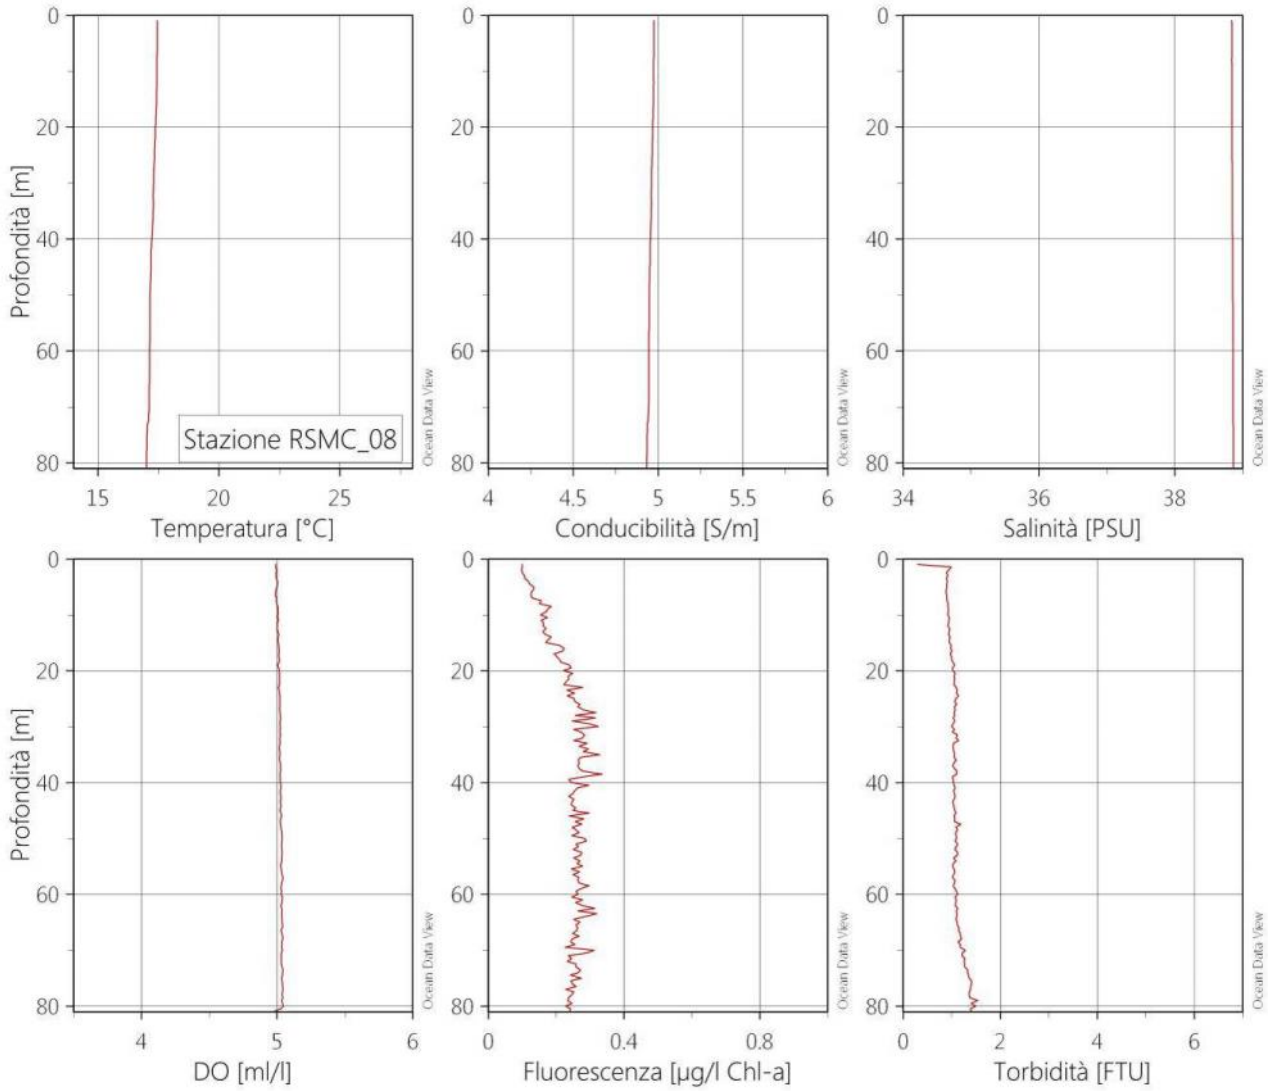 0
20
40
60
80
Profondità [m]
Stazione RSMC_08
15 20 25
Temperatura [°C]
Ocean Data View
0
20
40
60
80
4 4.5 5 5.5 6
Conducibilità [S/m]
Ocean Data View
0
20
40
60
80
34 36 38
Salinità [PSU]
Ocean Data View
0
20
40
60
80
Profondità [m]
4 5 6
DO [ml/l]
Ocean Data View
0
20
40
60
80
0 0.4 0.8
Fluorescenza [µg/l Chl-a]
Ocean Data View
0
20
40
60
80
0 2 4 6
Torbidità [FTU]
Ocean Data View